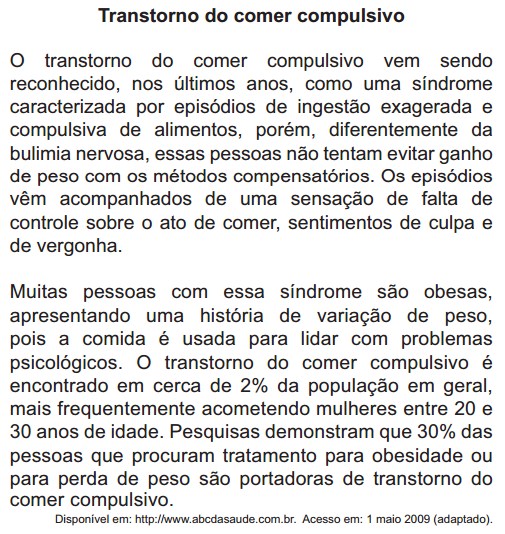 Transtorno do comer compulsivo
O transtorno do comer compulsivo vem sendo
reconhecido, nos últimos anos, como uma síndrome
caracterizada por episódios de ingestão exagerada e
compulsiva de alimentos, porém, diferentemente da
bulimia nervosa, essas pessoas não tentam evitar ganho
de peso com os métodos compensatórios. Os episódios
vêm acompanhados de uma sensação de falta de
controle sobre o ato de comer, sentimentos de culpa e
de vergonha.
Muitas pessoas com essa síndrome são obesas,
apresentando uma história de variação de peso,
pois a comida é usada para lidar com problemas
psicológicos. O transtorno do comer compulsivo é
encontrado em cerca de 2% da população em geral,
mais frequentemente acometendo mulheres entre 20 e
30 anos de idade. Pesquisas demonstram que 30% das
pessoas que procuram tratamento para obesidade ou
para perda de peso são portadoras de transtorno do
comer compulsivo.
Disponível em: http://www.abcdasaude.com.br. Acesso em: 1 maio 2009 (adaptado).